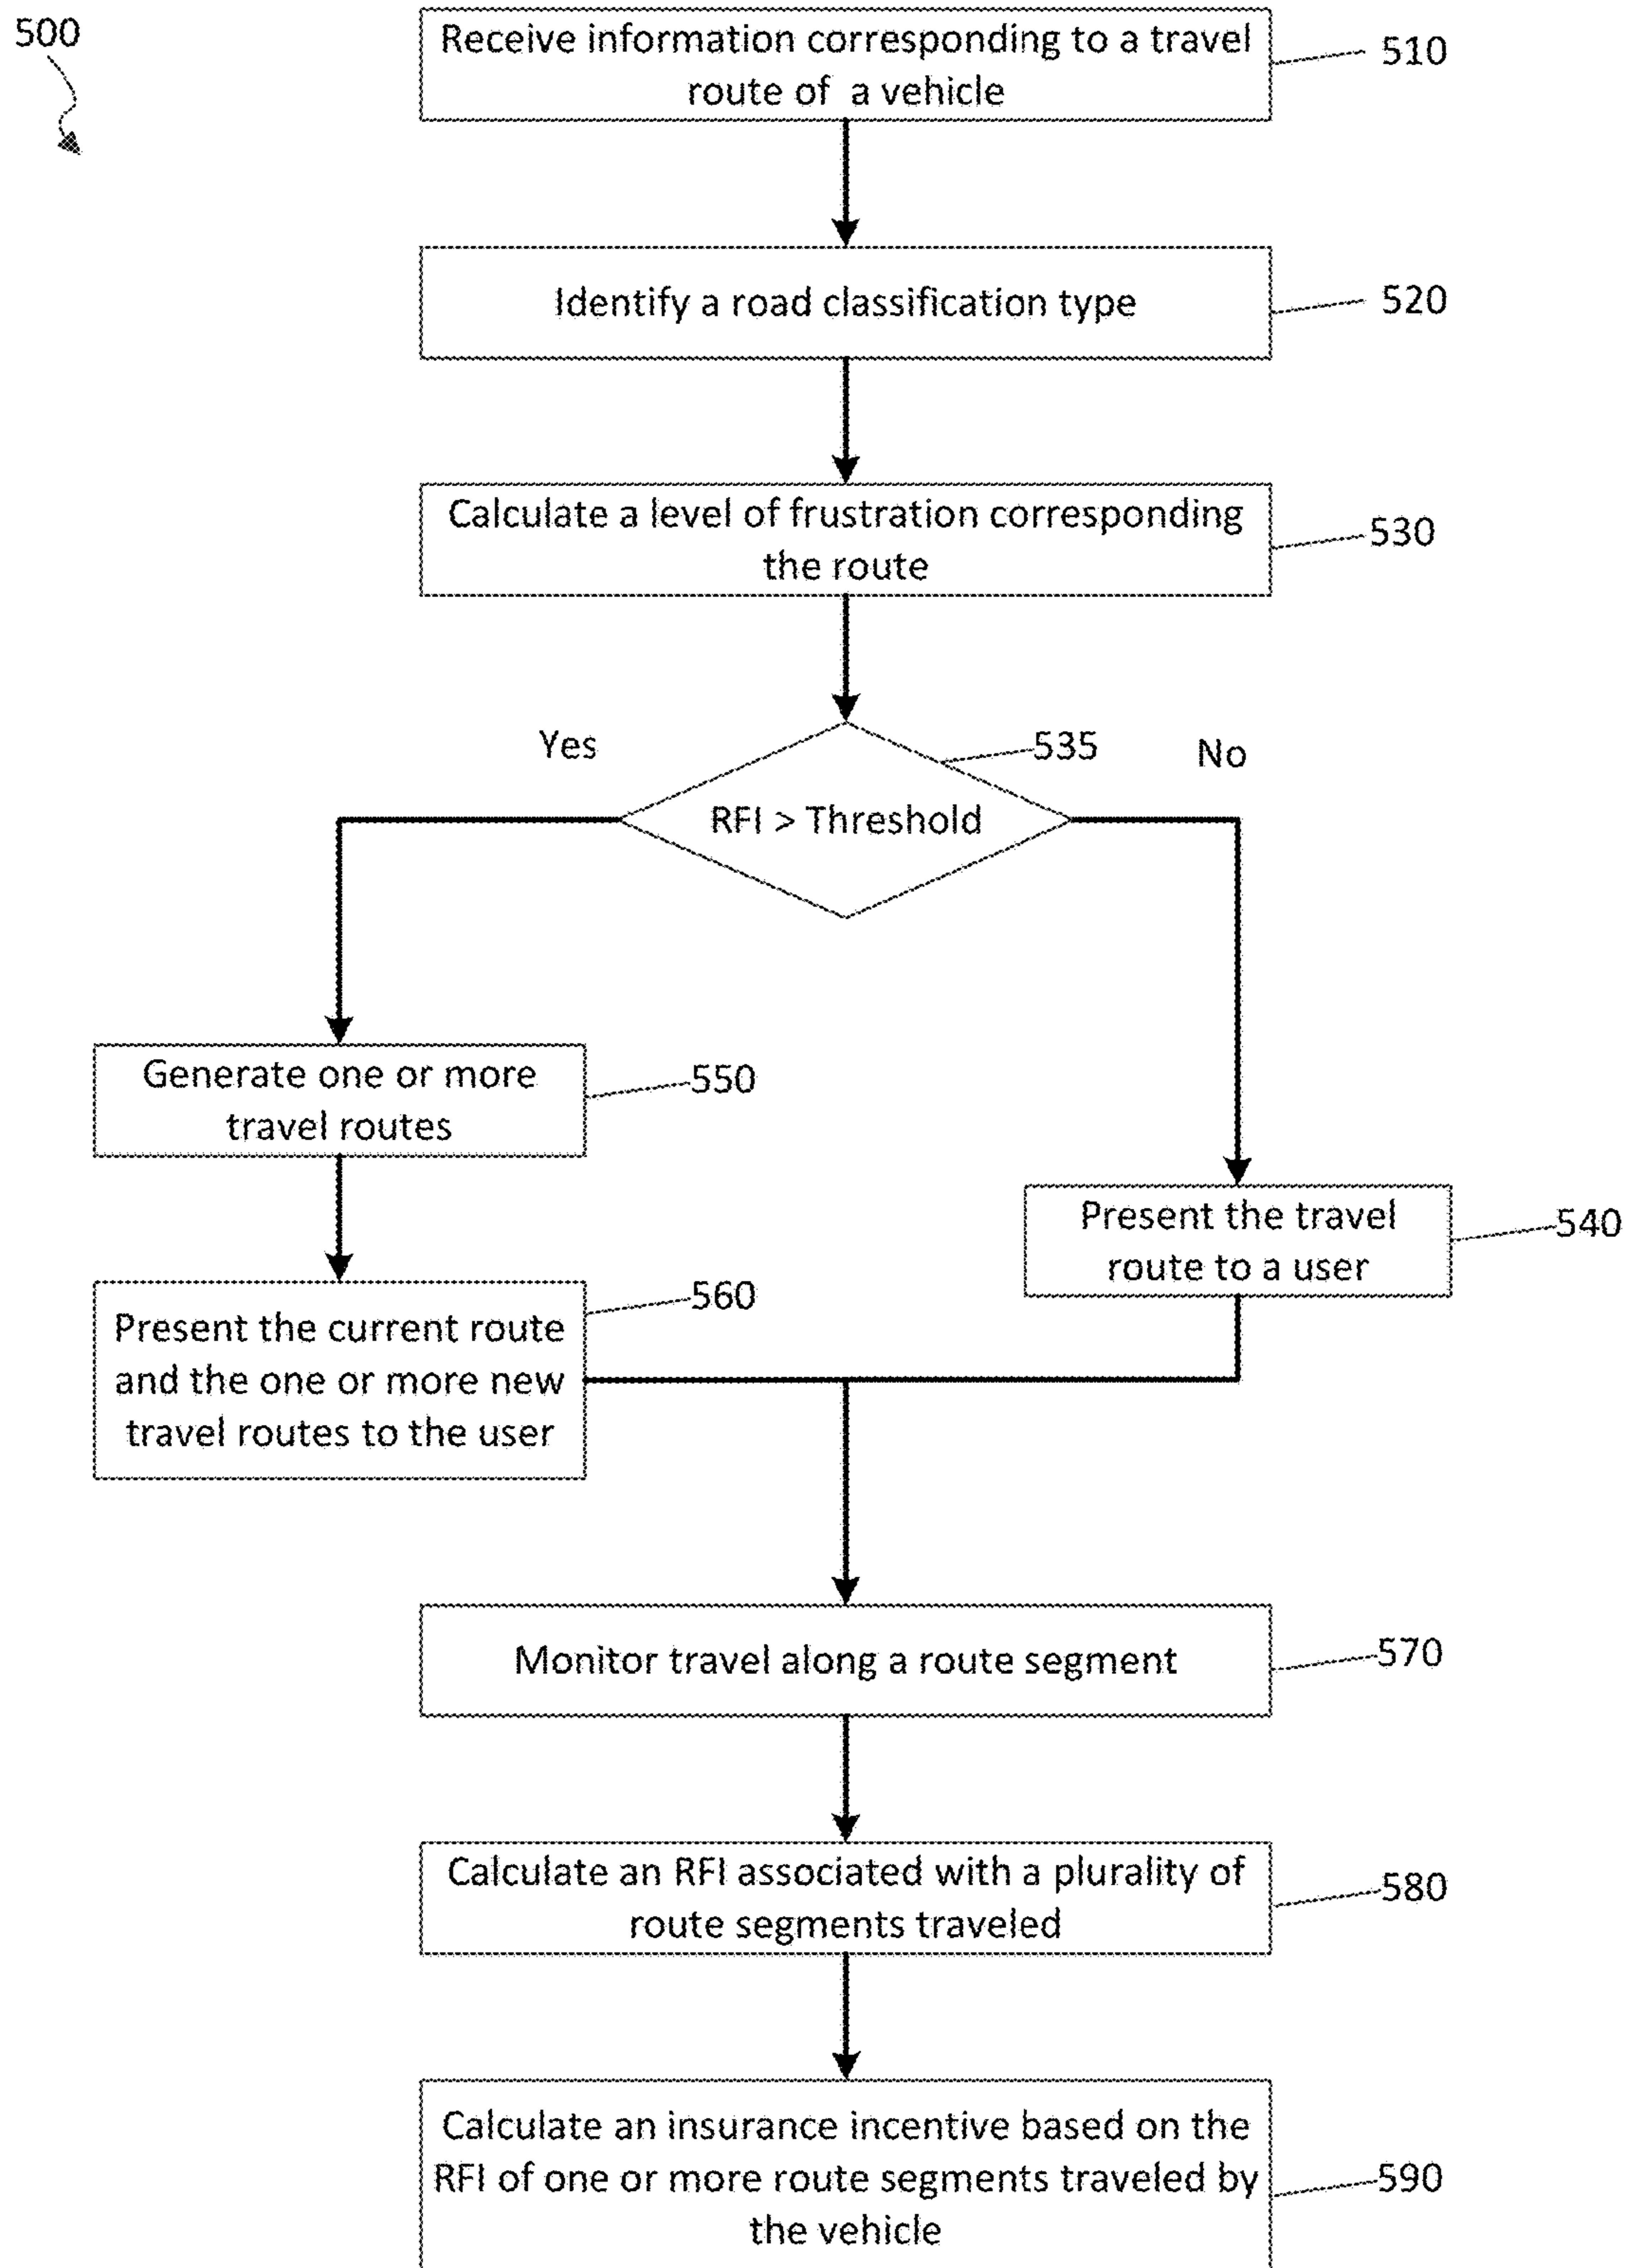 500
Receive information corresponding to a travel
route of a vehicle
510
Identify a road classification type
520
Calculate a level of frustration corresponding
the route
530
Yes
535
No
RFI > Threshold
Generate one or more
travel routes
550
Present the travel
route to a user
540
Present the current route
and the one or more new
travel routes to the user
560
Monitor travel along a route segment
570
Calculate an RFI associated with a plurality of
route segments traveled
580
Calculate an insurance incentive based on the
RFI of one or more route segments traveled by
the vehicle
590